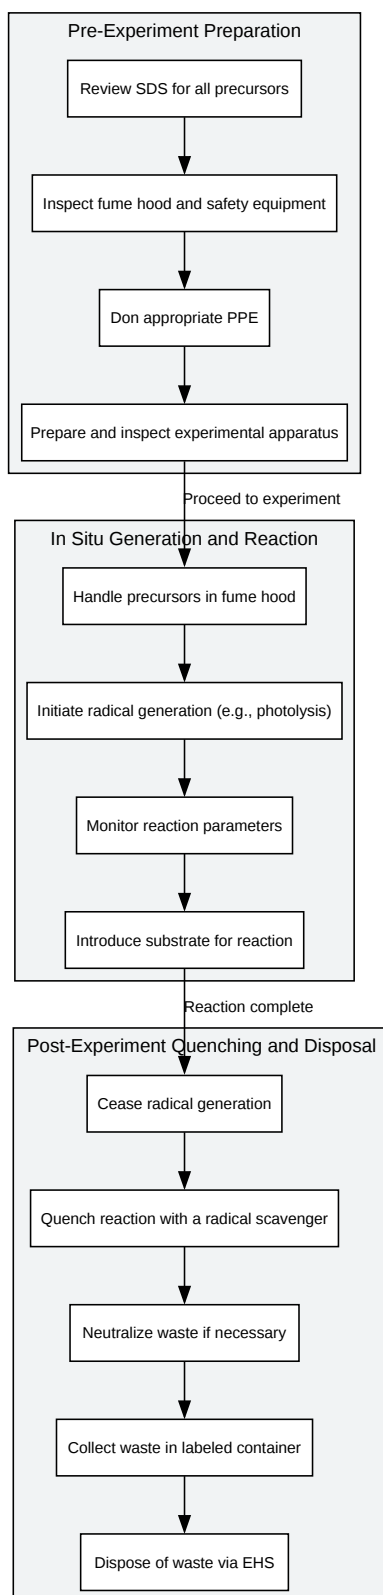 Pre-Experiment Preparation
Review SDS for all precursors
Inspect fume hood and safety equipment
Don appropriate PPE
Prepare and inspect experimental apparatus
Proceed to experiment
In Situ Generation and Reaction
Handle precursors in fume hood
Initiate radical generation (e.g., photolysis)
Monitor reaction parameters
Introduce substrate for reaction
Reaction complete
Post-Experiment Quenching and Disposal
Cease radical generation
Quench reaction with a radical scavenger
Neutralize waste if necessary
Collect waste in labeled container
Dispose of waste via EHS